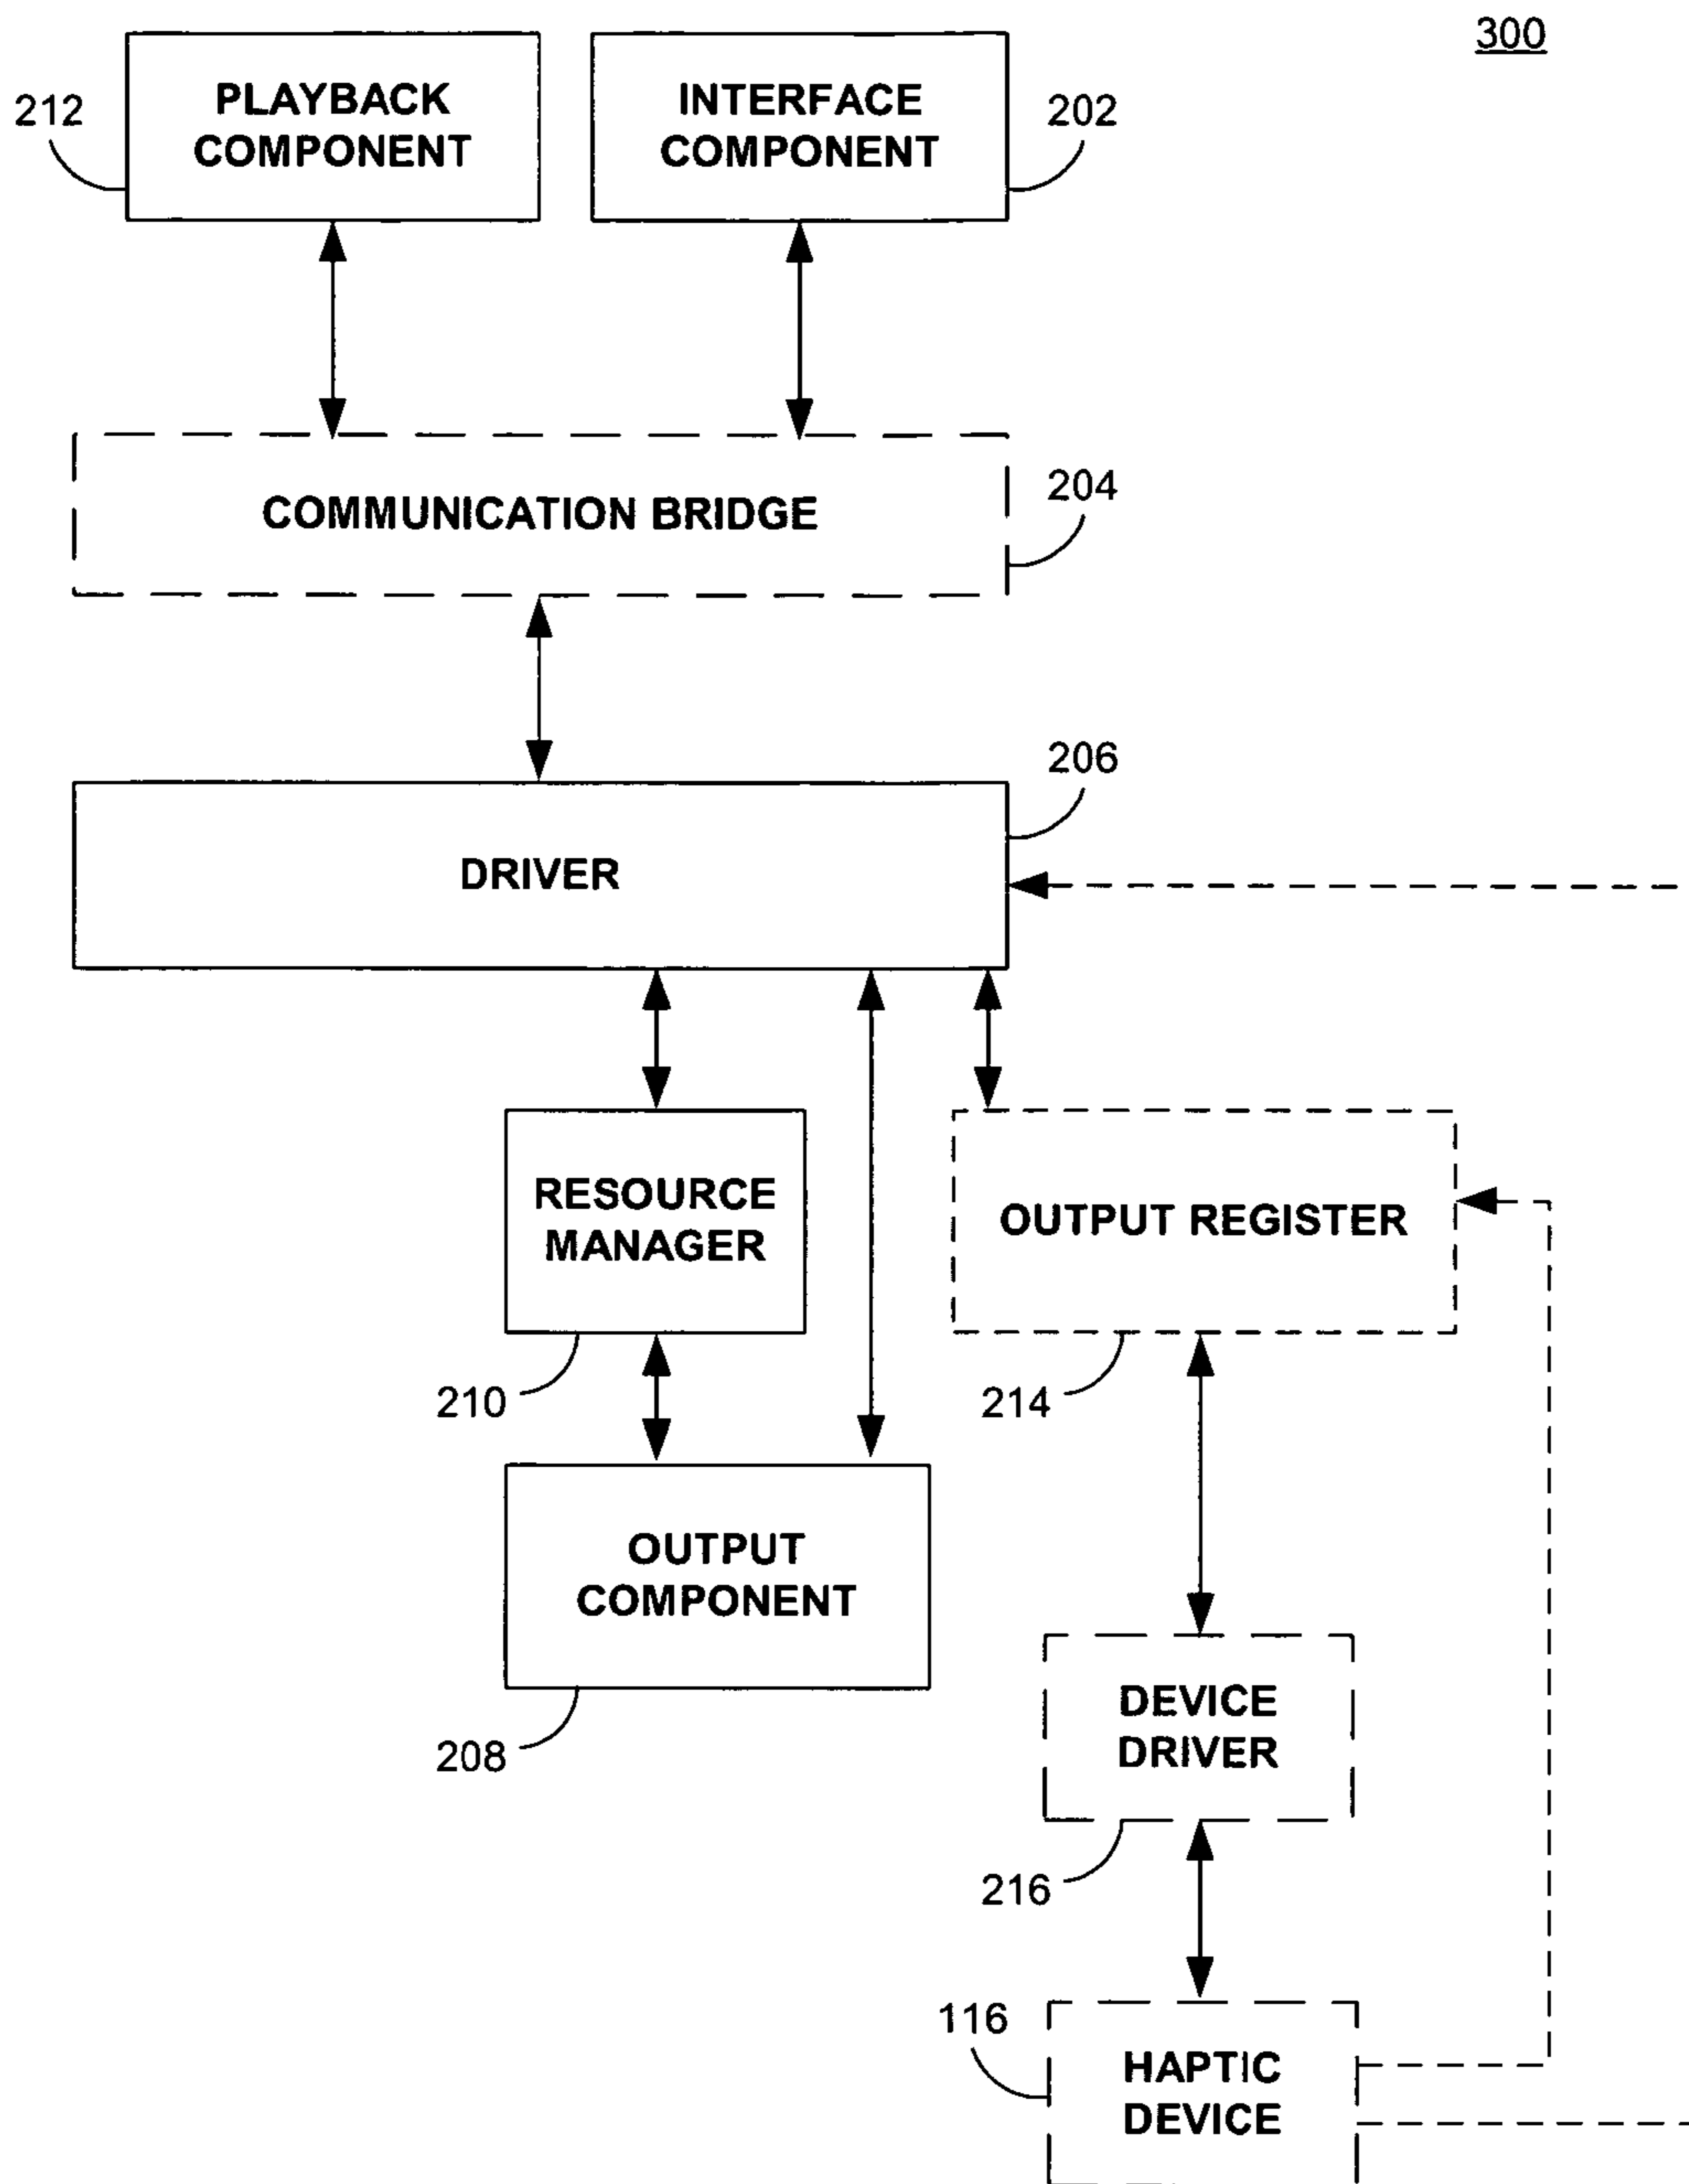 300
PLAYBACK
COMPONENT
212
INTERFACE
COMPONENT
202
COMMUNICATION BRIDGE
204
206
DRIVER
RESOURCE
MANAGER
210
OUTPUT REGISTER
214
OUTPUT
COMPONENT
208
DEVICE
DRIVER
216
116
HAPTIC
DEVICE